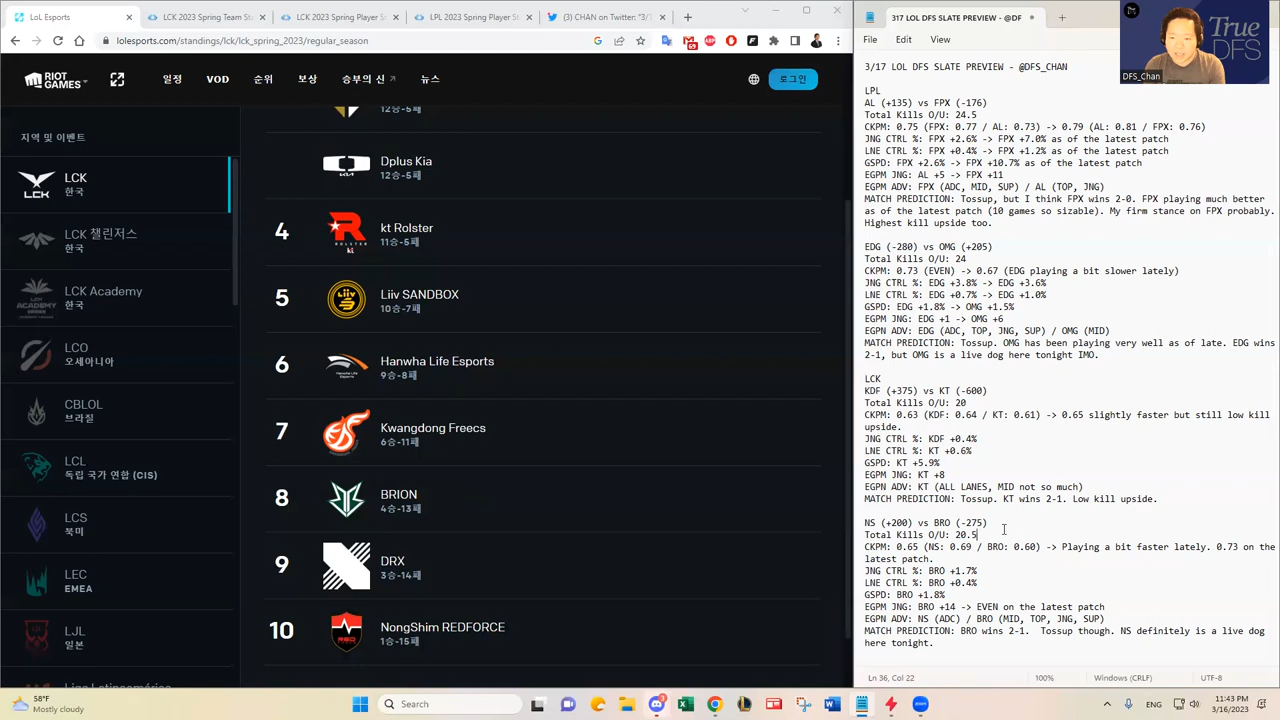 LoL Esports
LCK 2023 Spring Team St
LCK 2023 Spring Player S
LPL 2023 Spring Player St
(3) CHAN on Twitter: "3/1
lolesports.com/standings/lck/lck_spring_2023/regular_season
69
RIOT GAMES
일정
VOD
순위
보상
승부의 신
뉴스
로그인
지역 및 이벤트
LCK
한국
LCK 챌린저스
한국
LCK Academy
한국
LCO
오세아니아
CBLOL
브라질
LCL
독립 국가 연합 (CIS)
LCS
북미
LEC
EMEA
LJL
일본
12승-5패
Dplus Kia
12승-5패
4
kt Rolster
11승-5패
5
Liiv SANDBOX
10승-7패
6
Hanwha Life Esports
9승-8패
7
Kwangdong Freecs
6승-11패
8
BRION
4승-13패
9
DRX
3승-14패
10
NongShim REDFORCE
1승-15패
317 LOL DFS SLATE PREVIEW - @DF
File Edit View
3/17 LOL DFS SLATE PREVIEW - @DFS_CHAN
LPL
AL (+135) vs FPX (-176)
Total Kills O/U: 24.5
CKPM: 0.75 (FPX: 0.77 / AL: 0.73) -> 0.79 (AL: 0.81 / FPX: 0.76)
JNG CTRL %: FPX +2.6% -> FPX +7.0% as of the latest patch
LNE CTRL %: FPX +0.4% -> FPX +1.2% as of the latest patch
GSPD: FPX +2.6% -> FPX +10.7% as of the latest patch
EGPM JNG: AL +5 -> FPX +11
EGPM ADV: FPX (ADC, MID, SUP) / AL (TOP, JNG)
MATCH PREDICTION: Tossup, but I think FPX wins 2-0. FPX playing much better
as of the latest patch (10 games so sizable). My firm stance on FPX probably.
Highest kill upside too.
EDG (-280) vs OMG (+205)
Total Kills O/U: 24
CKPM: 0.73 (EVEN) -> 0.67 (EDG playing a bit slower lately)
JNG CTRL %: EDG +3.8% -> EDG +3.6%
LNE CTRL %: EDG +0.7% -> EDG +1.0%
GSPD: EDG +1.8% -> OMG +1.5%
EGPM JNG: EDG +1 -> OMG +6
EGPN ADV: EDG (ADC, TOP, JNG, SUP) / OMG (MID)
MATCH PREDICTION: Tossup. OMG has been playing very well as of late. EDG wins
2-1, but OMG is a live dog here tonight IMO.
LCK
KDF (+375) vs KT (-600)
Total Kills O/U: 20
CKPM: 0.63 (KDF: 0.64 / KT: 0.61) -> 0.65 slightly faster but still low kill
upside.
JNG CTRL %: KDF +0.4%
LNE CTRL %: KT +0.6%
GSPD: KT +5.9%
EGPM JNG: KT +8
EGPN ADV: KT (ALL LANES, MID not so much)
MATCH PREDICTION: Tossup. KT wins 2-1. Low kill upside.
NS (+200) vs BRO (-275)
Total Kills O/U: 20.5
CKPM: 0.65 (NS: 0.69 / BRO: 0.60) -> Playing a bit faster lately. 0.73 on the
latest patch.
JNG CTRL %: BRO +1.7%
LNE CTRL %: BRO +0.4%
GSPD: BRO +1.8%
EGPM JNG: BRO +14 -> EVEN on the latest patch
EGPM ADV: NS (ADC) / BRO (MID, TOP, JNG, SUP)
MATCH PREDICTION: BRO wins 2-1.  Tossup though. NS definitely is a live dog
here tonight.
Ln 36, Col 22
100%
Windows (CRLF)
UTF-8
True
DFS
DFS_Chan
58°F
Mostly cloudy
Search
ENG
11:43 PM
3/16/2023